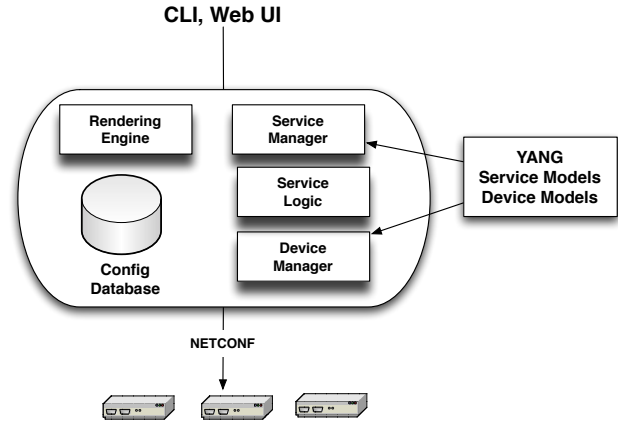 CLI, Web UI
Rendering
Engine
Service
Manager
YANG
Service Models
Device Models
Service
Logic
Config
Database
Device
Manager
NETCONF